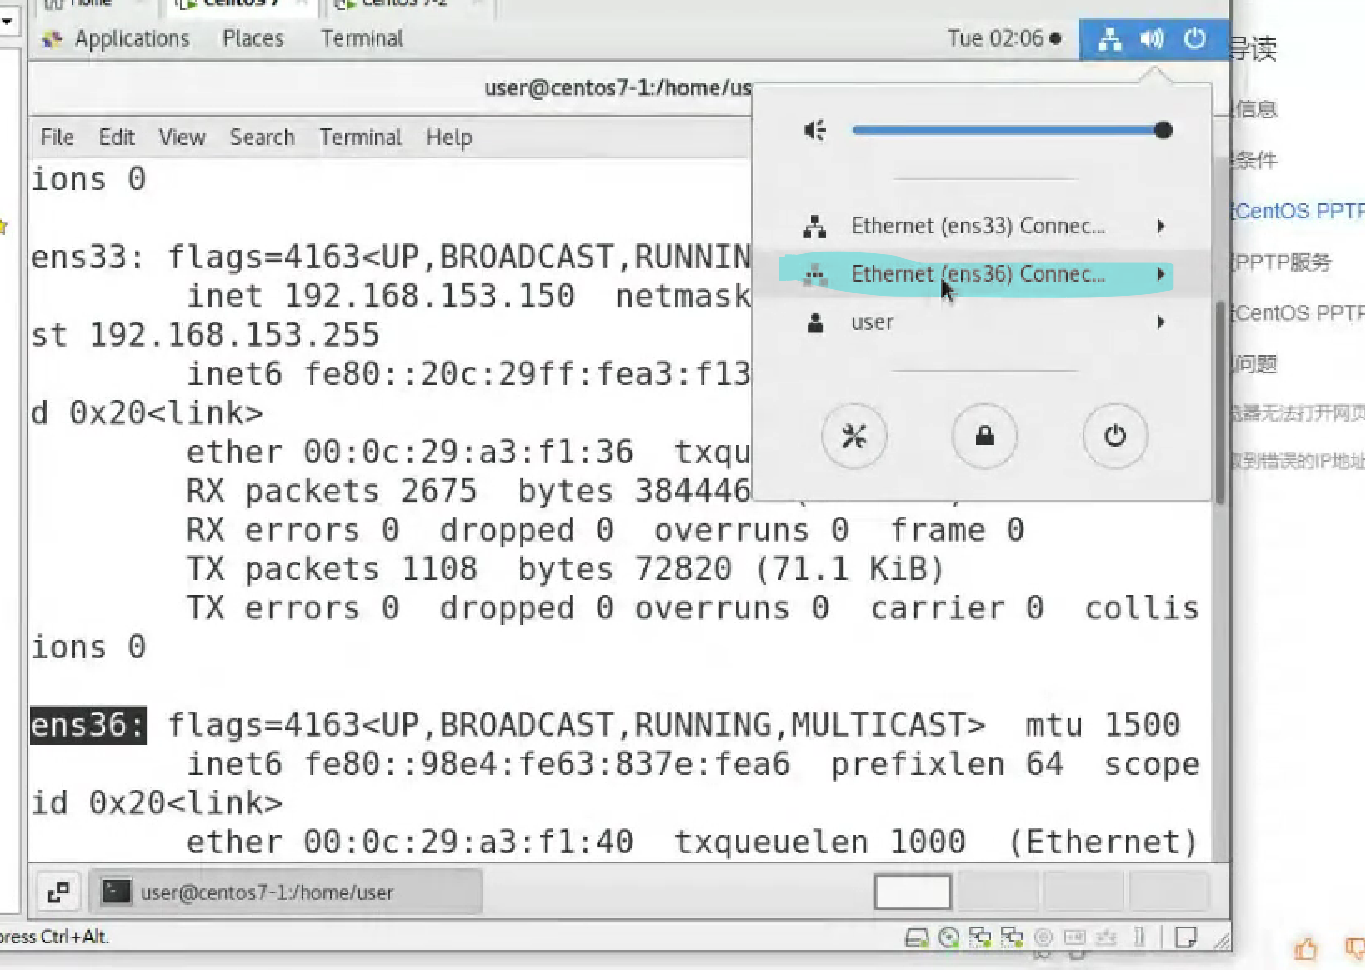 Home
CentOS 7
CentOS 7-2
Applications Places Terminal Tue 02:06
user@centos7-1:/home/us
File Edit View Search Terminal Help
ions 0
ens33: flags=4163<UP,BROADCAST,RUNNIN
inet 192.168.153.150 netmask
st 192.168.153.255
inet6 fe80::20c:29ff:fea3:f13
d 0x20<link>
ether 00:0c:29:a3:f1:36 txqu
RX packets 2675 bytes 384446
RX errors 0 dropped 0 overruns 0 frame 0
TX packets 1108 bytes 72820 (71.1 KiB)
TX errors 0 dropped 0 overruns 0 carrier 0 collis
ions 0
ens36: flags=4163<UP,BROADCAST,RUNNING,MULTICAST> mtu 1500
inet6 fe80::98e4:fe63:837e:fea6 prefixlen 64 scope
id 0x20<link>
ether 00:0c:29:a3:f1:40 txqueuelen 1000 (Ethernet)
Ethernet (ens33) Connec...
Ethernet (ens36) Connec...
user
user@centos7-1:/home/user
press Ctrl+Alt.
导读
信息
条件
CentOS PPTP
PPTP服务
CentOS PPTP
问题
器无法打开网页
取到错误的IP地址